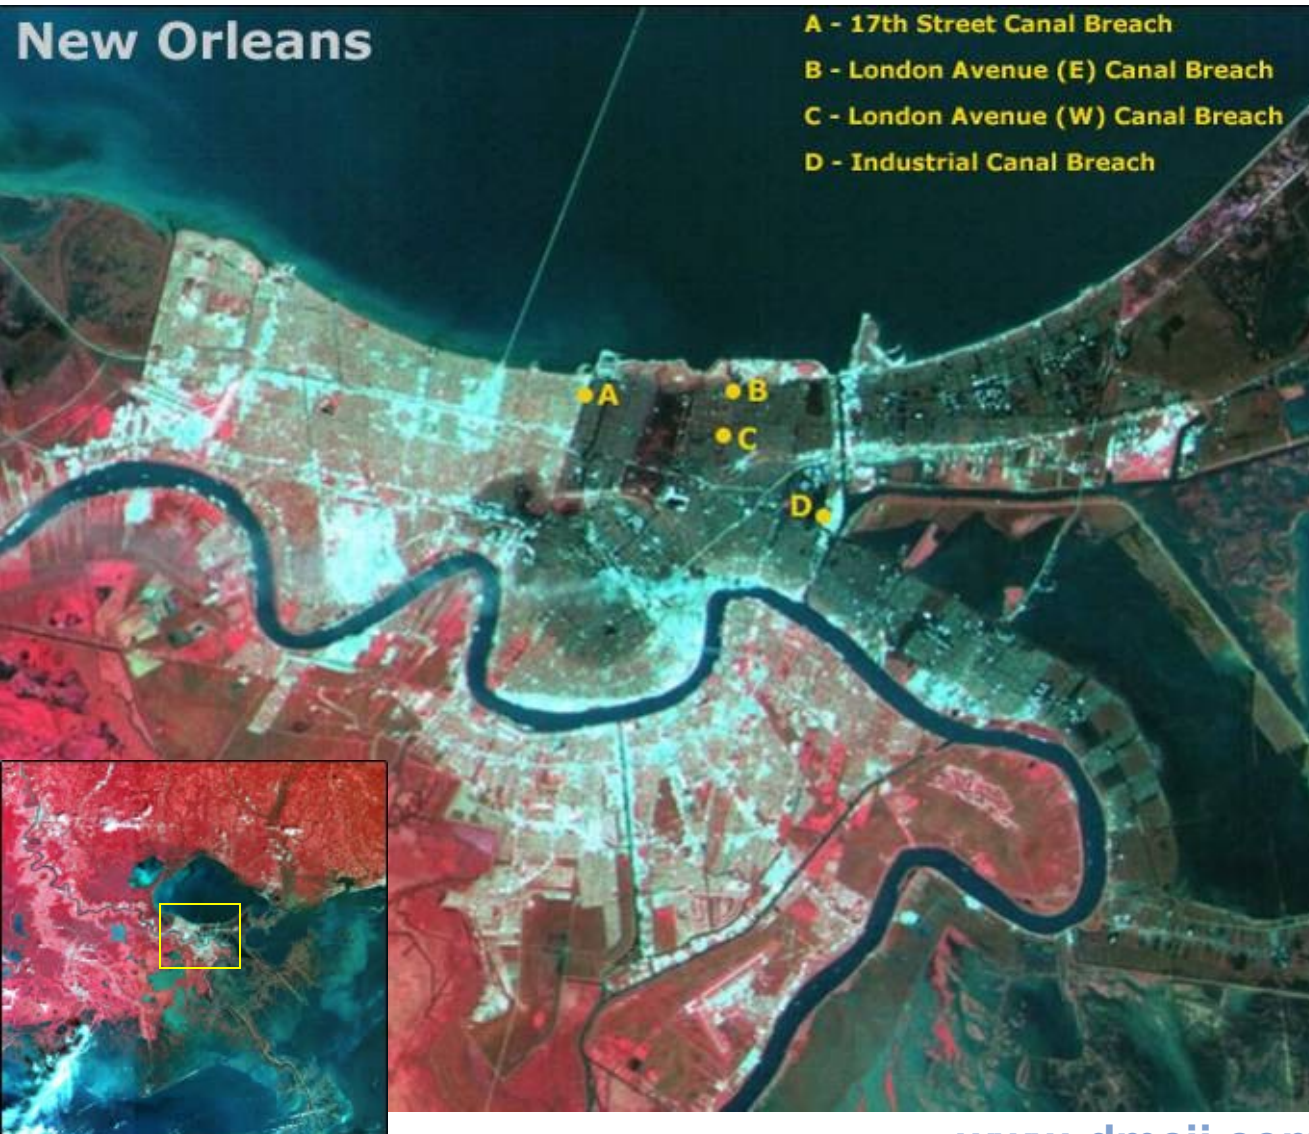 New Orleans
A - 17th Street Canal Breach
B - London Avenue (E) Canal Breach
C - London Avenue (W) Canal Breach
D - Industrial Canal Breach
A
B
C
D